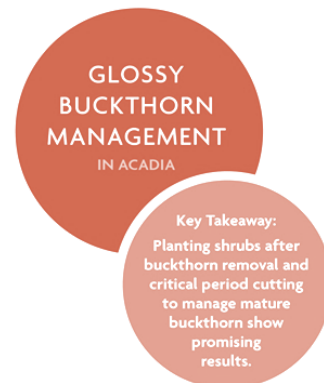 GLOSSY
BUCKTHORN
MANAGEMENT
IN ACADIA
Key Takeaway:
Planting shrubs after
buckthorn removal and
critical period cutting
to manage mature
buckthorn show
promising
results.